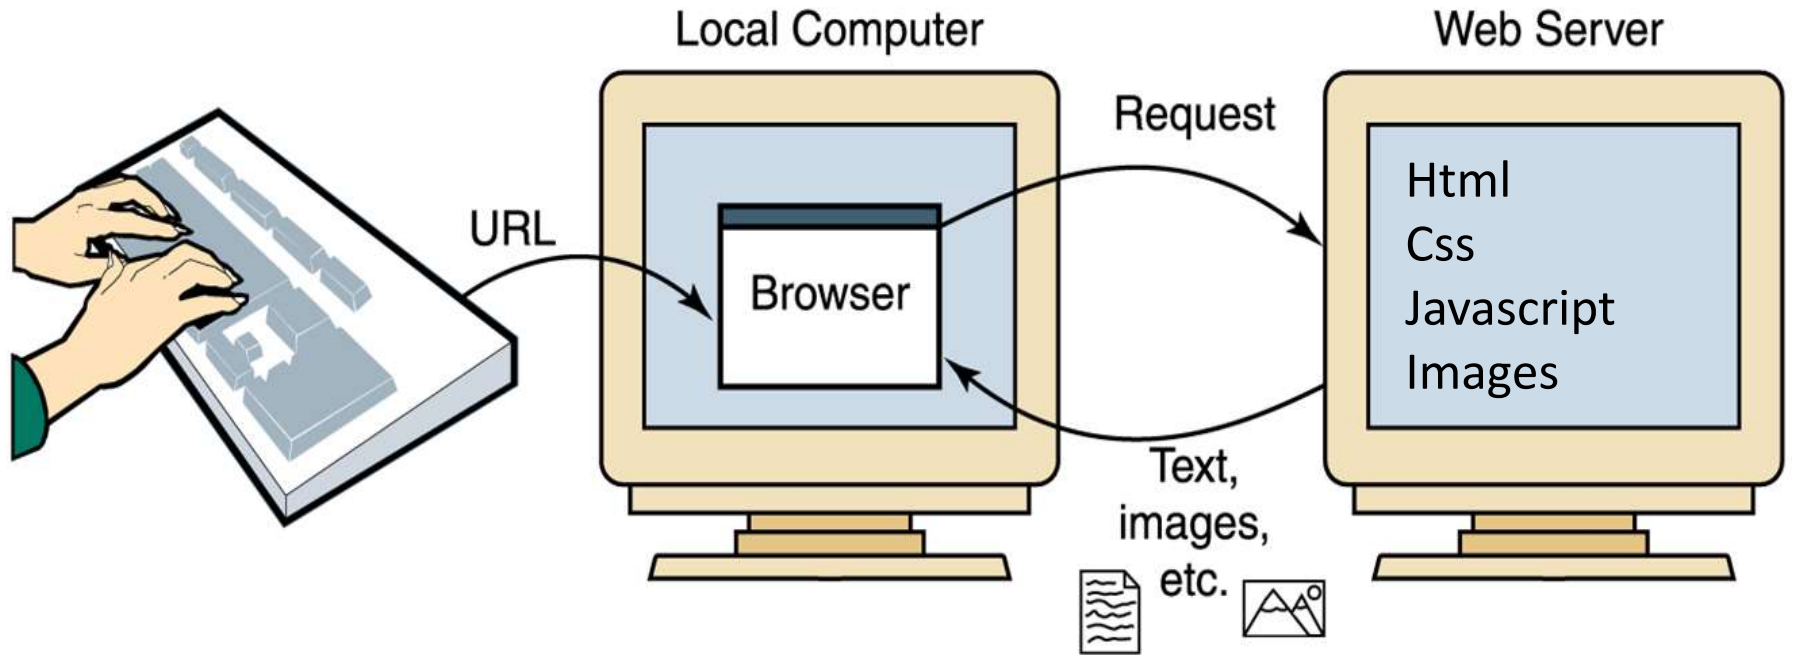 Local Computer
Web Server
Request
URL
Browser
Html
Css
Javascript
Images
Text,
images,
etc.